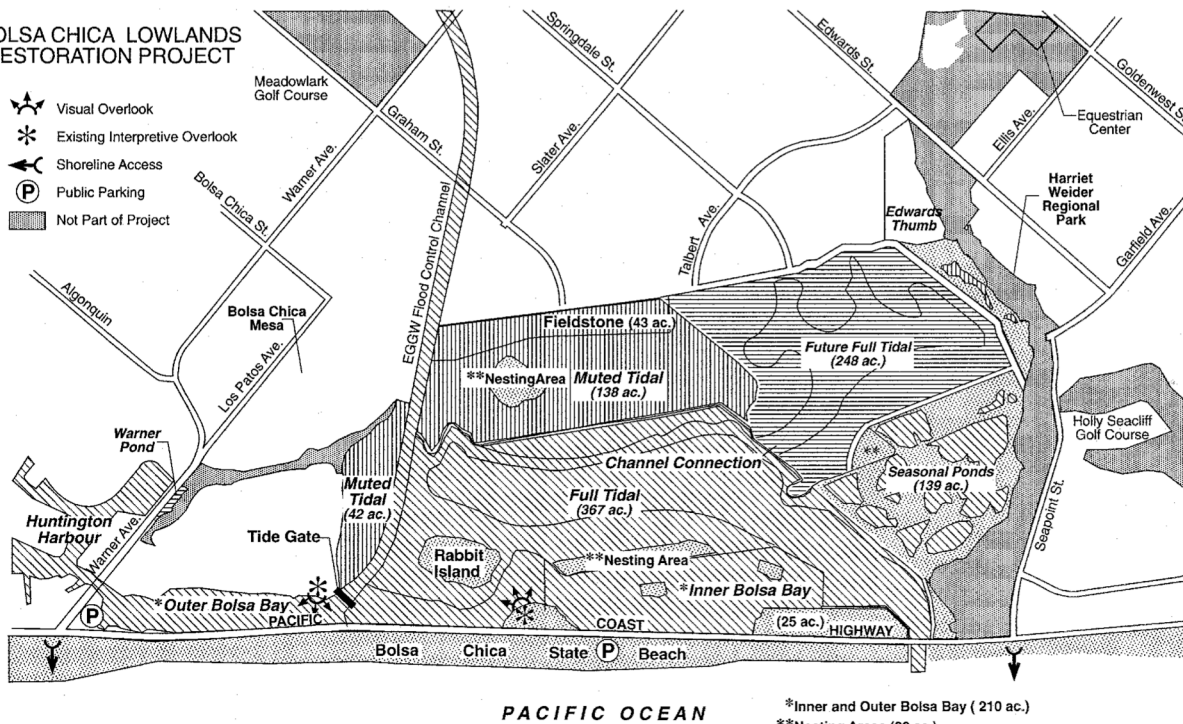 OLSA CHICA LOWLANDS
ESTORATION PROJECT
Visual Overlook
Existing Interpretive Overlook
Shoreline Access
P Public Parking
Not Part of Project
Meadowlark
Golf Course
Springdale St.
Edwards St.
Goldenwest St.
Equestrian
Center
Ellis Ave.
Graham St.
Slater Ave.
Warner Ave.
Bolsa Chica St.
EGGW Flood Control Channel
Talbert Ave.
Edwards
Thumb
Harriet
Weider
Regional
Park
Garfield Ave.
Algonquin
Bolsa Chica
Mesa
Los Patos Ave.
Fieldstone (43 ac.)
Future Full Tidal
(248 ac.)
**NestingArea
Muted Tidal
(138 ac.)
Holly Seacliff
Golf Course
Warner
Pond
Channel Connection
**
Seasonal Ponds
(139 ac.)
Muted
Tidal
(42 ac.)
Full Tidal
(367 ac.)
Seapoint St.
Huntington
Harbour
Warner Ave.
Tide Gate
Rabbit
Island
**Nesting Area
*Inner Bolsa Bay
*Outer Bolsa Bay
P
PACIFIC COAST HIGHWAY
(25 ac.)
Bolsa Chica State P Beach
PACIFIC OCEAN
*Inner and Outer Bolsa Bay ( 210 ac.)